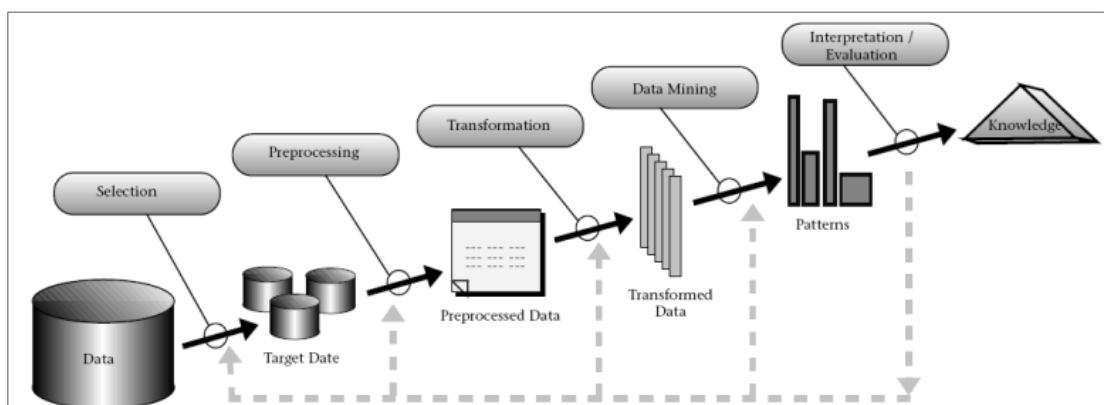 Interpretation /
Evaluation
Data Mining
Knowledge
Transformation
Preprocessing
Selection
Patterns
Transformed
Data
Preprocessed Data
Target Date
Data
--- --- ---
--- --- ---
--- --- ---